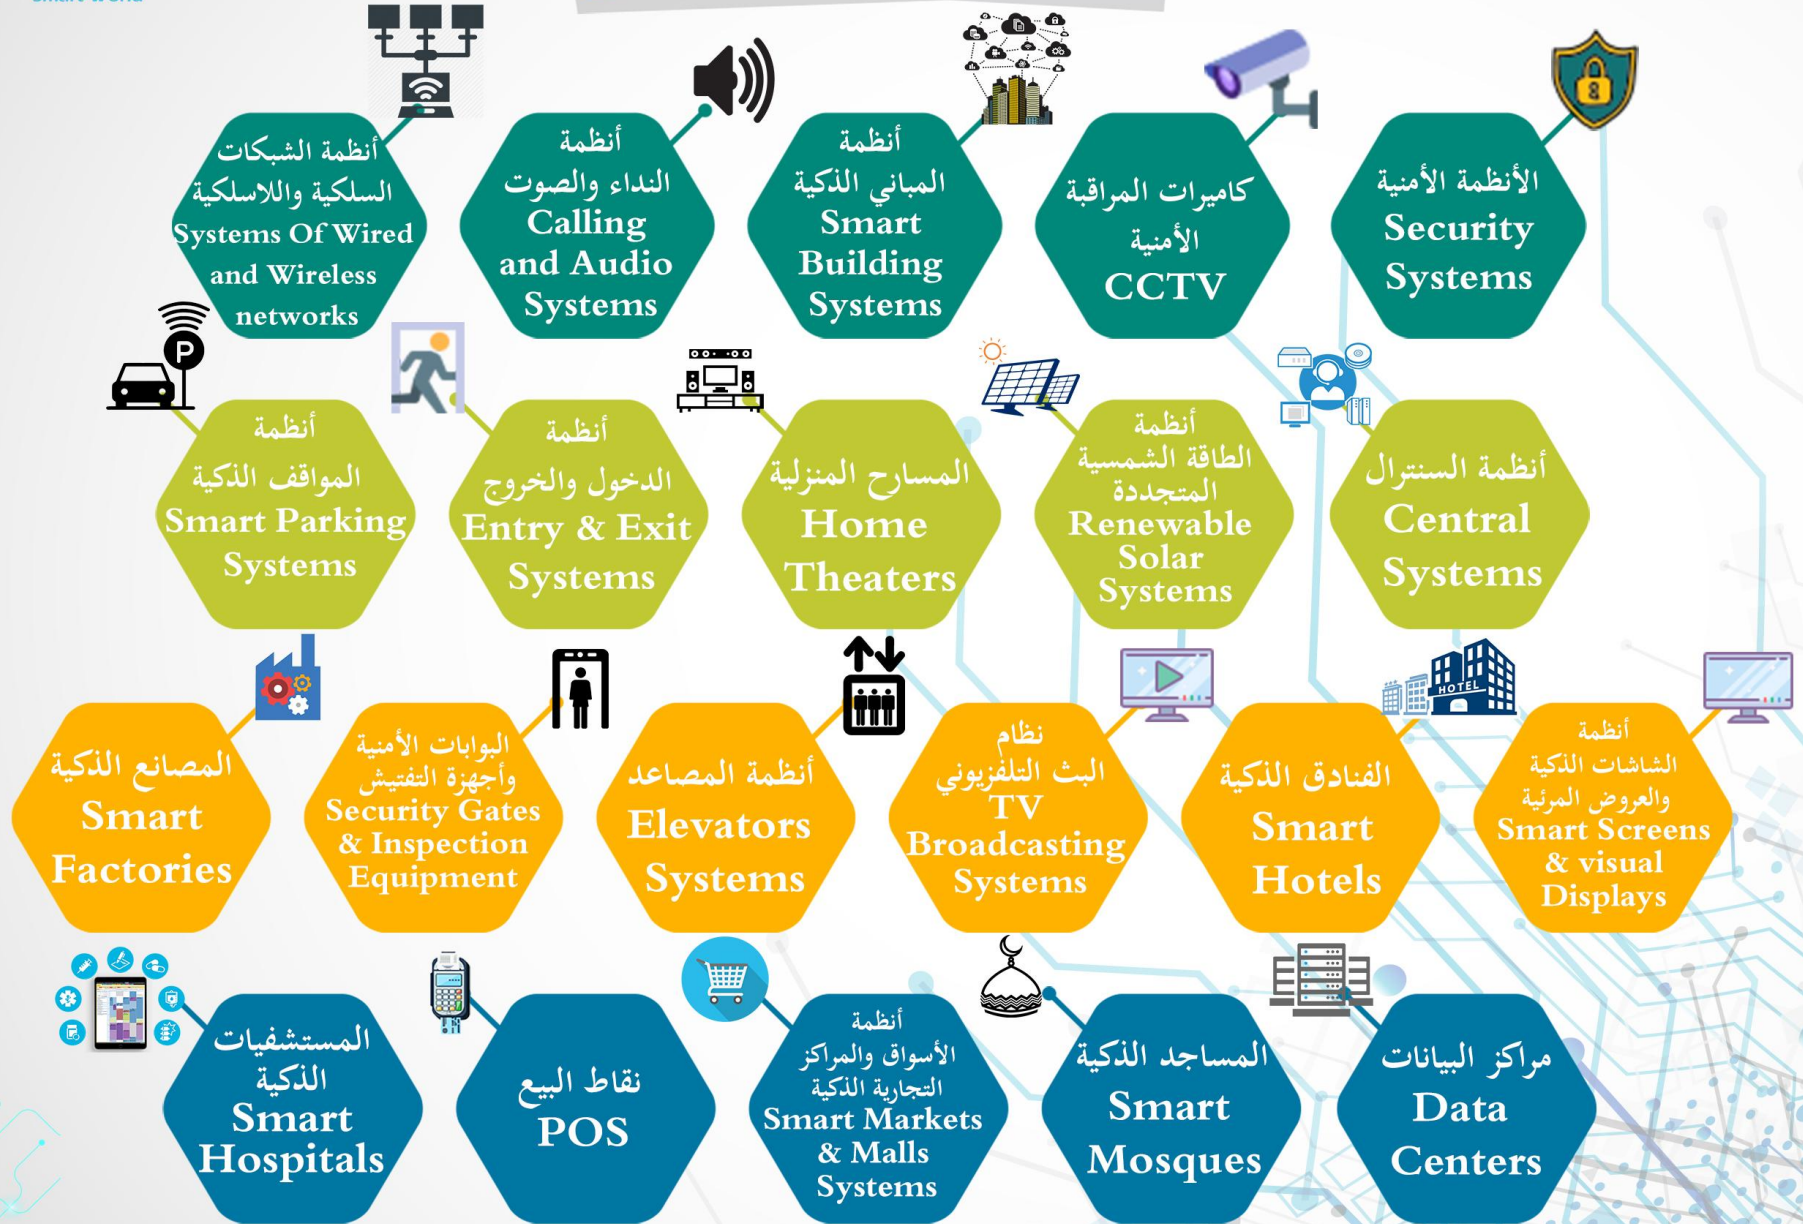 أنظمة الشبكات
السلكية واللاسلكية
Systems Of Wired
and Wireless
networks
أنظمة
النداء والصوت
Calling
and Audio
Systems
أنظمة
المباني الذكية
Smart
Building
Systems
كاميرات المراقبة
الأمنية
CCTV
الأنظمة الأمنية
Security
Systems
P
أنظمة
المواقف الذكية
Smart Parking
Systems
أنظمة
الدخول والخروج
Entry & Exit
Systems
المسارح المنزلية
Home
Theaters
أنظمة
الطاقة الشمسية
المتجددة
Renewable
Solar
Systems
أنظمة السنترال
Central
Systems
المصانع الذكية
Smart
Factories
البوابات الأمنية
وأجهزة التفتيش
Security Gates
& Inspection
Equipment
أنظمة المصاعد
Elevators
Systems
نظام
البث التلفزيوني
TV
Broadcasting
Systems
HOTEL
الفنادق الذكية
Smart
Hotels
أنظمة
الشاشات الذكية
والعروض المرئية
Smart Screens
& visual
Displays
المستشفيات
الذكية
Smart
Hospitals
نقاط البيع
POS
أنظمة
الأسواق والمراكز
التجارية الذكية
Smart Markets
& Malls
Systems
المساجد الذكية
Smart
Mosques
مراكز البيانات
Data
Centers